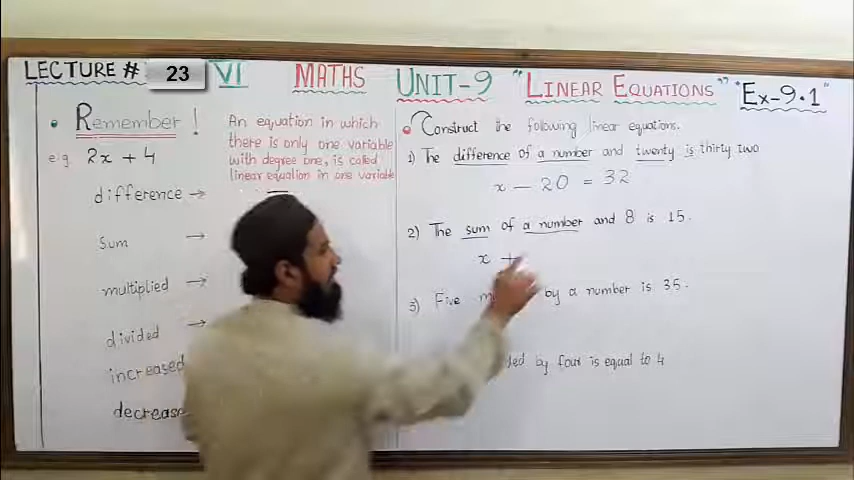 LECTURE # 23 VI MATHS UNIT-9 "LINEAR EQUATIONS" "Ex-9.1"
Remember!
e.g 2x + 4
difference →
sum →
multiplied →
divided →
increased
decrease
An equation in which
there is only one variable
with degree one, is called
linear equation in one variable
Construct the following linear equations.
1) The difference of a number and twenty is thirty two
x - 20 = 32
2) The sum of a number and 8 is 15.
x +
3) Five by a number is 35.
by four is equal to 4